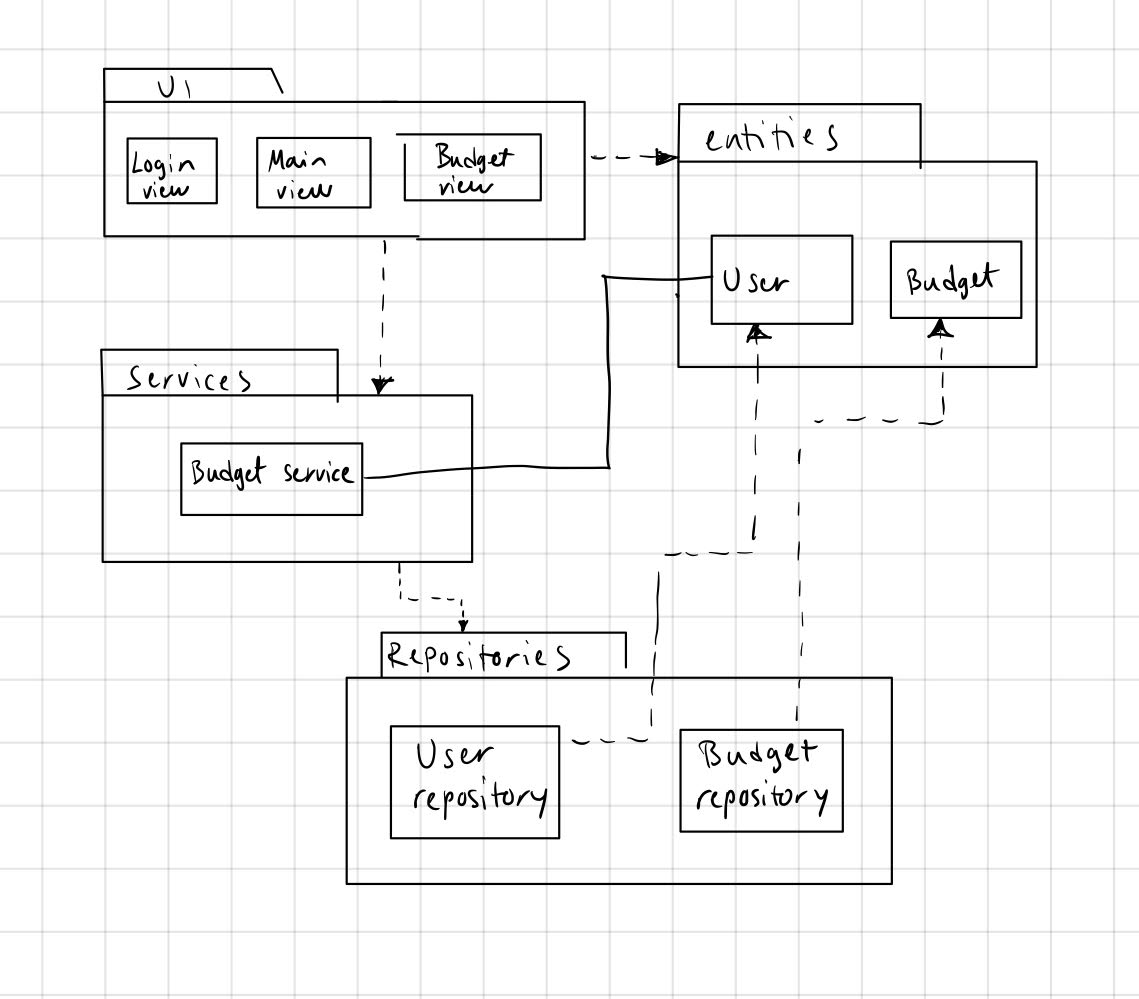 UI
Login
view
Main
view
Budget
view
entities
User
Budget
Services
Budget service
Repositories
User
repository
Budget
repository